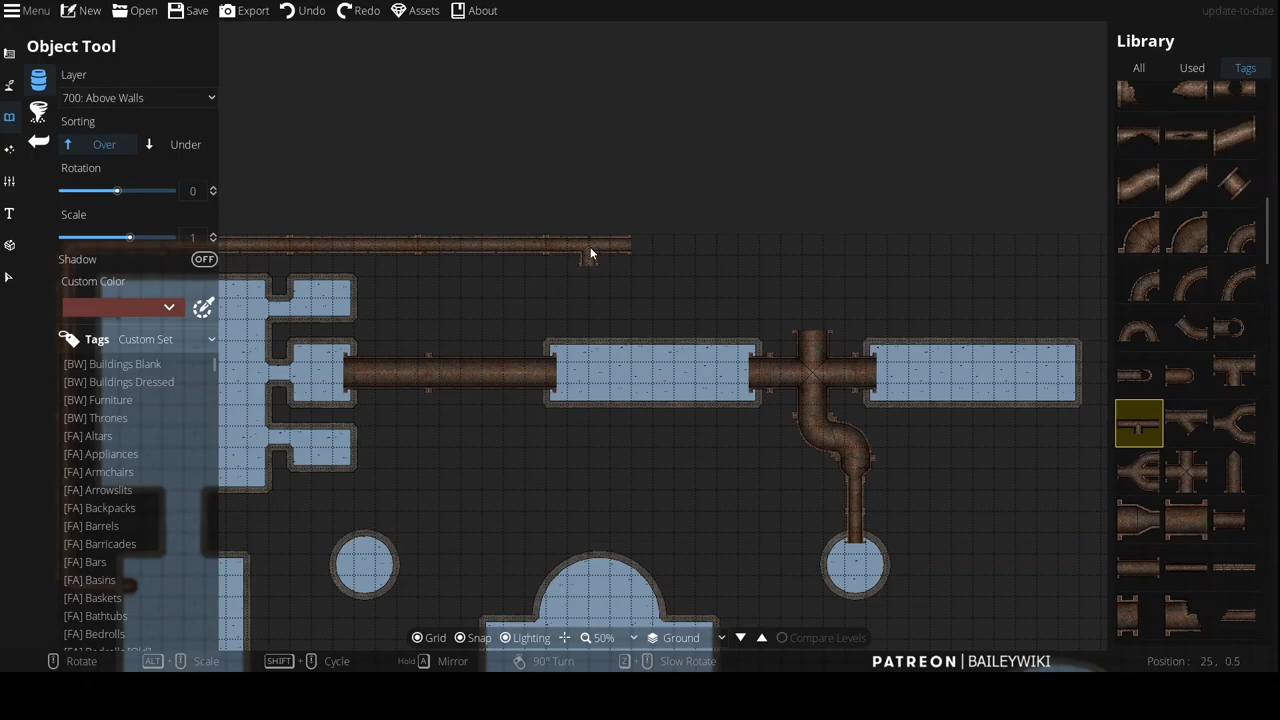 Menu New Open Save Export Undo Redo Assets About update-to-date
Object Tool
Layer
700: Above Walls
Sorting
Over Under
Rotation
0
Scale
1
Shadow OFF
Custom Color
Tags Custom Set
[BW] Buildings Blank
[BW] Buildings Dressed
[BW] Furniture
[BW] Thrones
[FA] Altars
[FA] Appliances
[FA] Armchairs
[FA] Arrowslits
[FA] Backpacks
[FA] Barrels
[FA] Barricades
[FA] Bars
[FA] Basins
[FA] Baskets
[FA] Bathtubs
[FA] Bedrolls
Library
All Used Tags
Grid Snap Lighting 50% Ground Compare Levels
Rotate ALT + Scale SHIFT + Cycle Hold A Mirror 90° Turn Z + Slow Rotate PATREON | BAILEYWIKI Position : 25 , 0.5